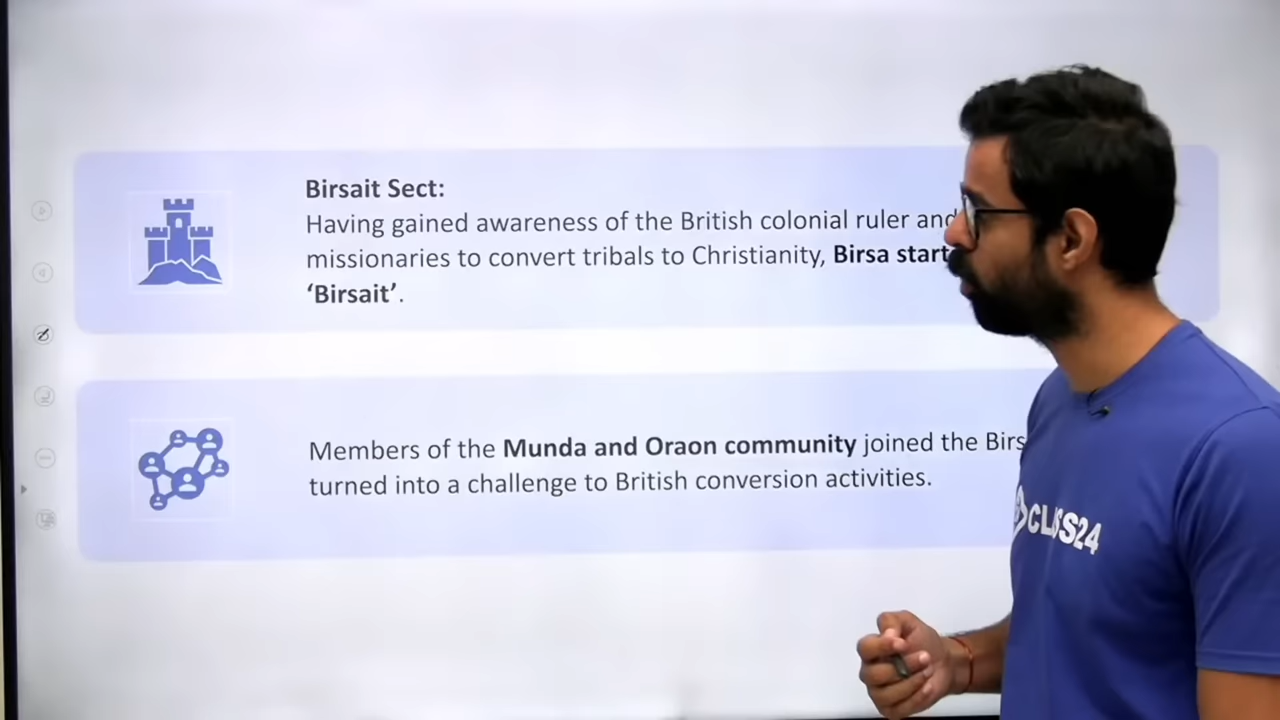 Birsait Sect:
Having gained awareness of the British colonial ruler and
missionaries to convert tribals to Christianity, Birsa start
‘Birsait’.
Members of the Munda and Oraon community joined the Birs
turned into a challenge to British conversion activities.
CLASS24